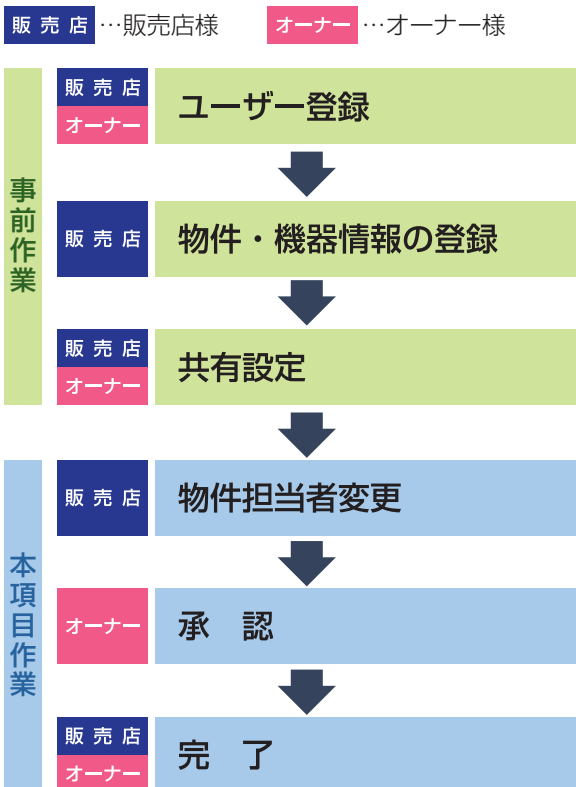 販売店…販売店様 オーナー…オーナー様
事前作業
販売店
オーナー
ユーザー登録
販売店
物件・機器情報の登録
販売店
オーナー
共有設定
本項目作業
販売店
物件担当者変更
オーナー
承　認
販売店
オーナー
完　了